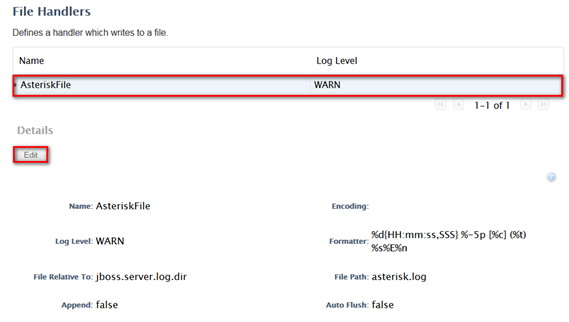 File Handlers
Defines a handler which writes to a file.
Name Log Level
AsteriskFile WARN
1-1 of 1
Details
Edit
?
Name: AsteriskFile Encoding:
Log Level: WARN Formatter: %d{HH:mm:ss,SSS} %-5p [%c] (%t)
%s%E%n
File Relative To: jboss.server.log.dir File Path: asterisk.log
Append: false Auto Flush: false